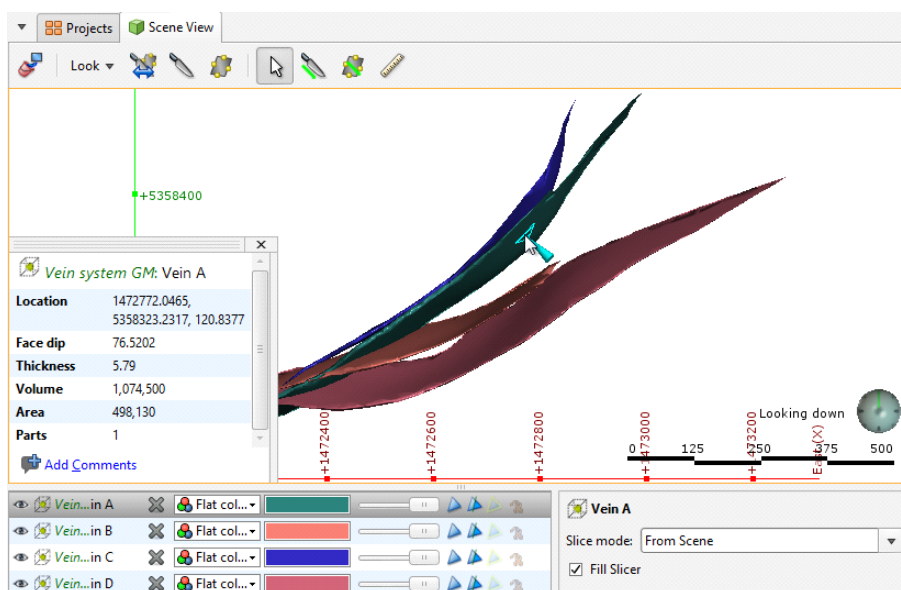 Projects
Scene View
Look
+5358400
Vein system GM: Vein A
Location 1472772.0465,
5358323.2317, 120.8377
Face dip 76.5202
Thickness 5.79
Volume 1,074,500
Area 498,130
Parts 1
Add Comments
Looking down
+1472400
+1472600
+1472800
+1473000
+1473200
East (X)
0 125 250 375 500
Vein...in A Flat col...
Vein...in B Flat col...
Vein...in C Flat col...
Vein...in D Flat col...
Vein A
Slice mode: From Scene
Fill Slicer